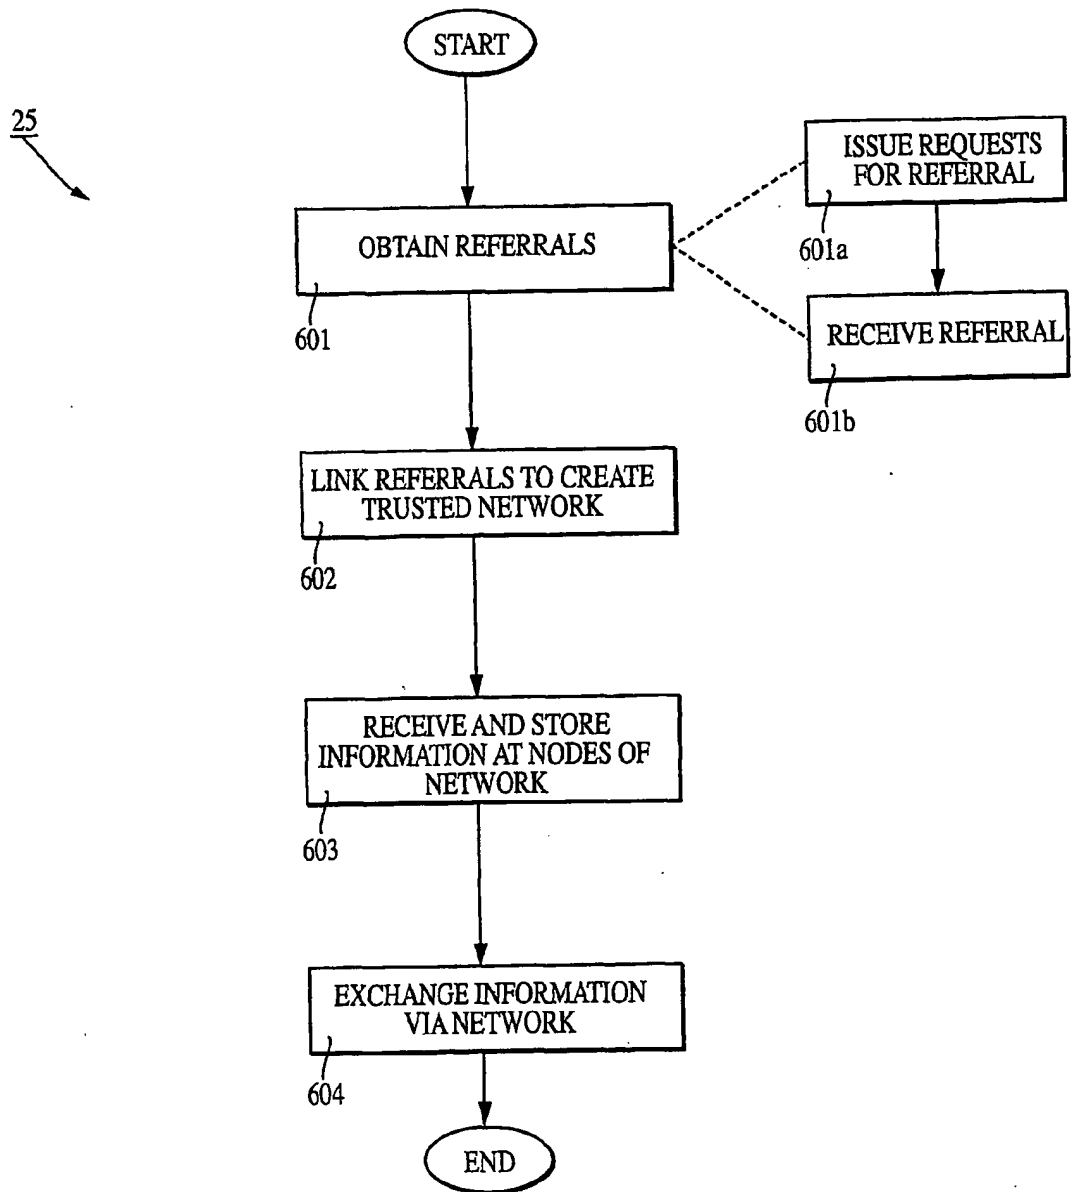 START
25
ISSUE REQUESTS
FOR REFERRAL
601a
OBTAIN REFERRALS
601
RECEIVE REFERRAL
601b
LINK REFERRALS TO CREATE
TRUSTED NETWORK
602
RECEIVE AND STORE
INFORMATION AT NODES OF
NETWORK
603
EXCHANGE INFORMATION
VIA NETWORK
604
END